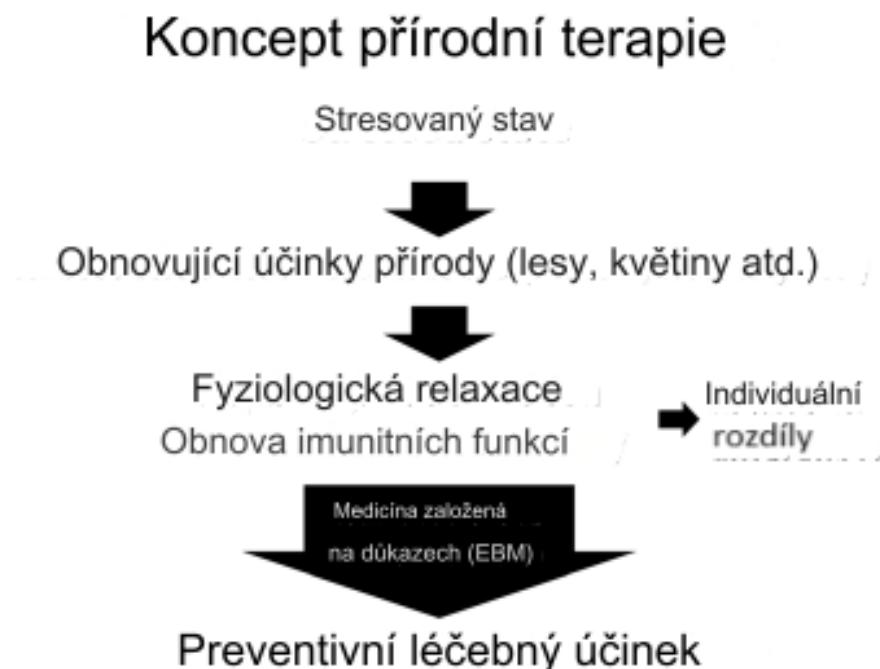 Koncept přírodní terapie
Stresovaný stav
Obnovující účinky přírody (lesy, květiny atd.)
Fyziologická relaxace
Obnova imunitních funkcí
Individuální
rozdíly
Medicína založená
na důkazech (EBM)
Preventivní léčebný účinek